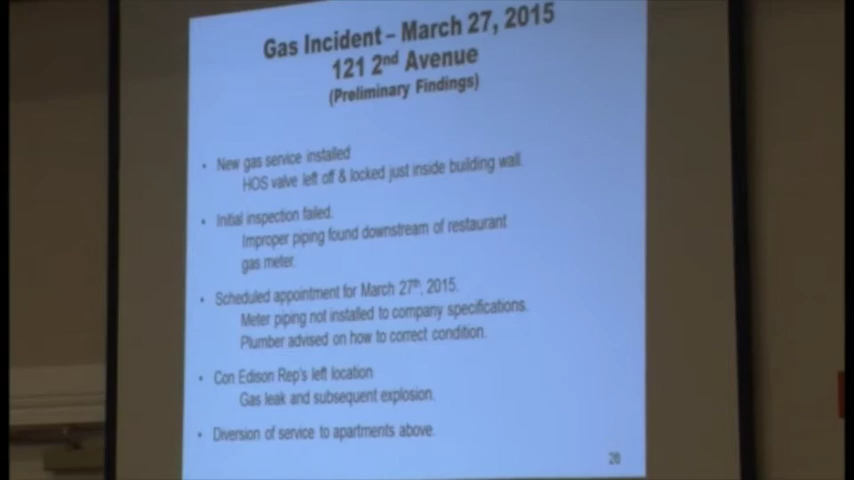 Gas Incident – March 27, 2015
121 2nd Avenue
(Preliminary Findings)
• New gas service installed
HOS valve left off & locked just inside building wall.
• Initial inspection failed.
Improper piping found downstream of restaurant
gas meter.
• Scheduled appointment for March 27th, 2015.
Meter piping not installed to company specifications.
Plumber advised on how to correct condition.
• Con Edison Rep's left location
Gas leak and subsequent explosion.
• Diversion of service to apartments above.
28